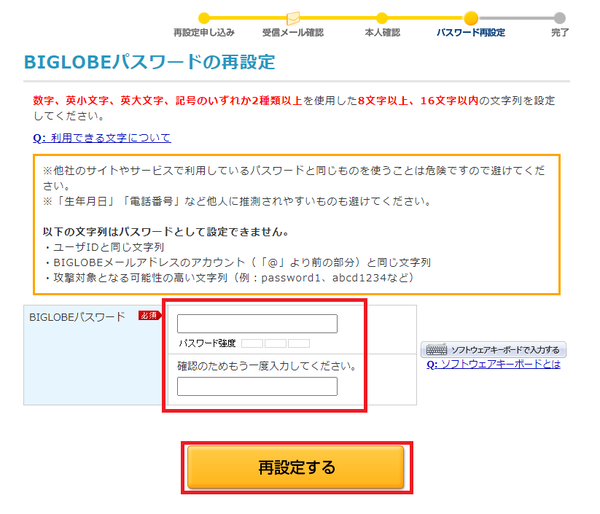 再設定申し込み 受信メール確認 本人確認 パスワード再設定 完了
BIGLOBEパスワードの再設定
数字、英小文字、英大文字、記号のいずれか2種類以上を使用した8文字以上、16文字以内の文字列を設定
してください。
Q: 利用できる文字について
※他社のサイトやサービスで利用しているパスワードと同じものを使うことは危険ですので避けてくだ
さい。
※「生年月日」「電話番号」など他人に推測されやすいものも避けてください。
以下の文字列はパスワードとして設定できません。
・ユーザIDと同じ文字列
・BIGLOBEメールアドレスのアカウント（「@」より前の部分）と同じ文字列
・攻撃対象となる可能性の高い文字列（例：password1、abcd1234など）
BIGLOBEパスワード 必須
パスワード強度
確認のためもう一度入力してください。
ソフトウェアキーボードで入力する
Q: ソフトウェアキーボードとは
再設定する